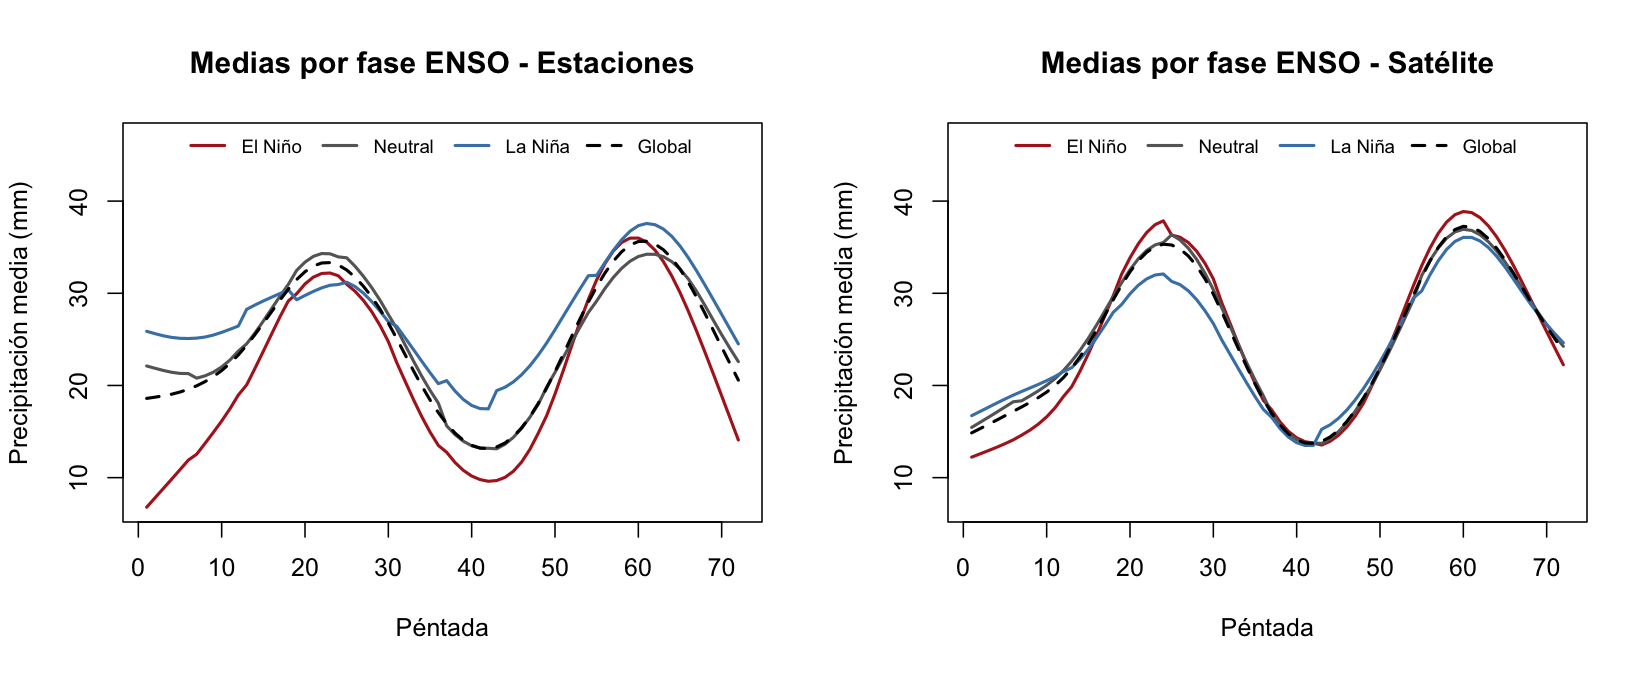 Medias por fase ENSO - Estaciones
El Niño Neutral La Niña Global
Precipitación media (mm)
40
30
20
10
0 10 20 30 40 50 60 70
Péntada
Medias por fase ENSO - Satélite
El Niño Neutral La Niña Global
Precipitación media (mm)
40
30
20
10
0 10 20 30 40 50 60 70
Péntada